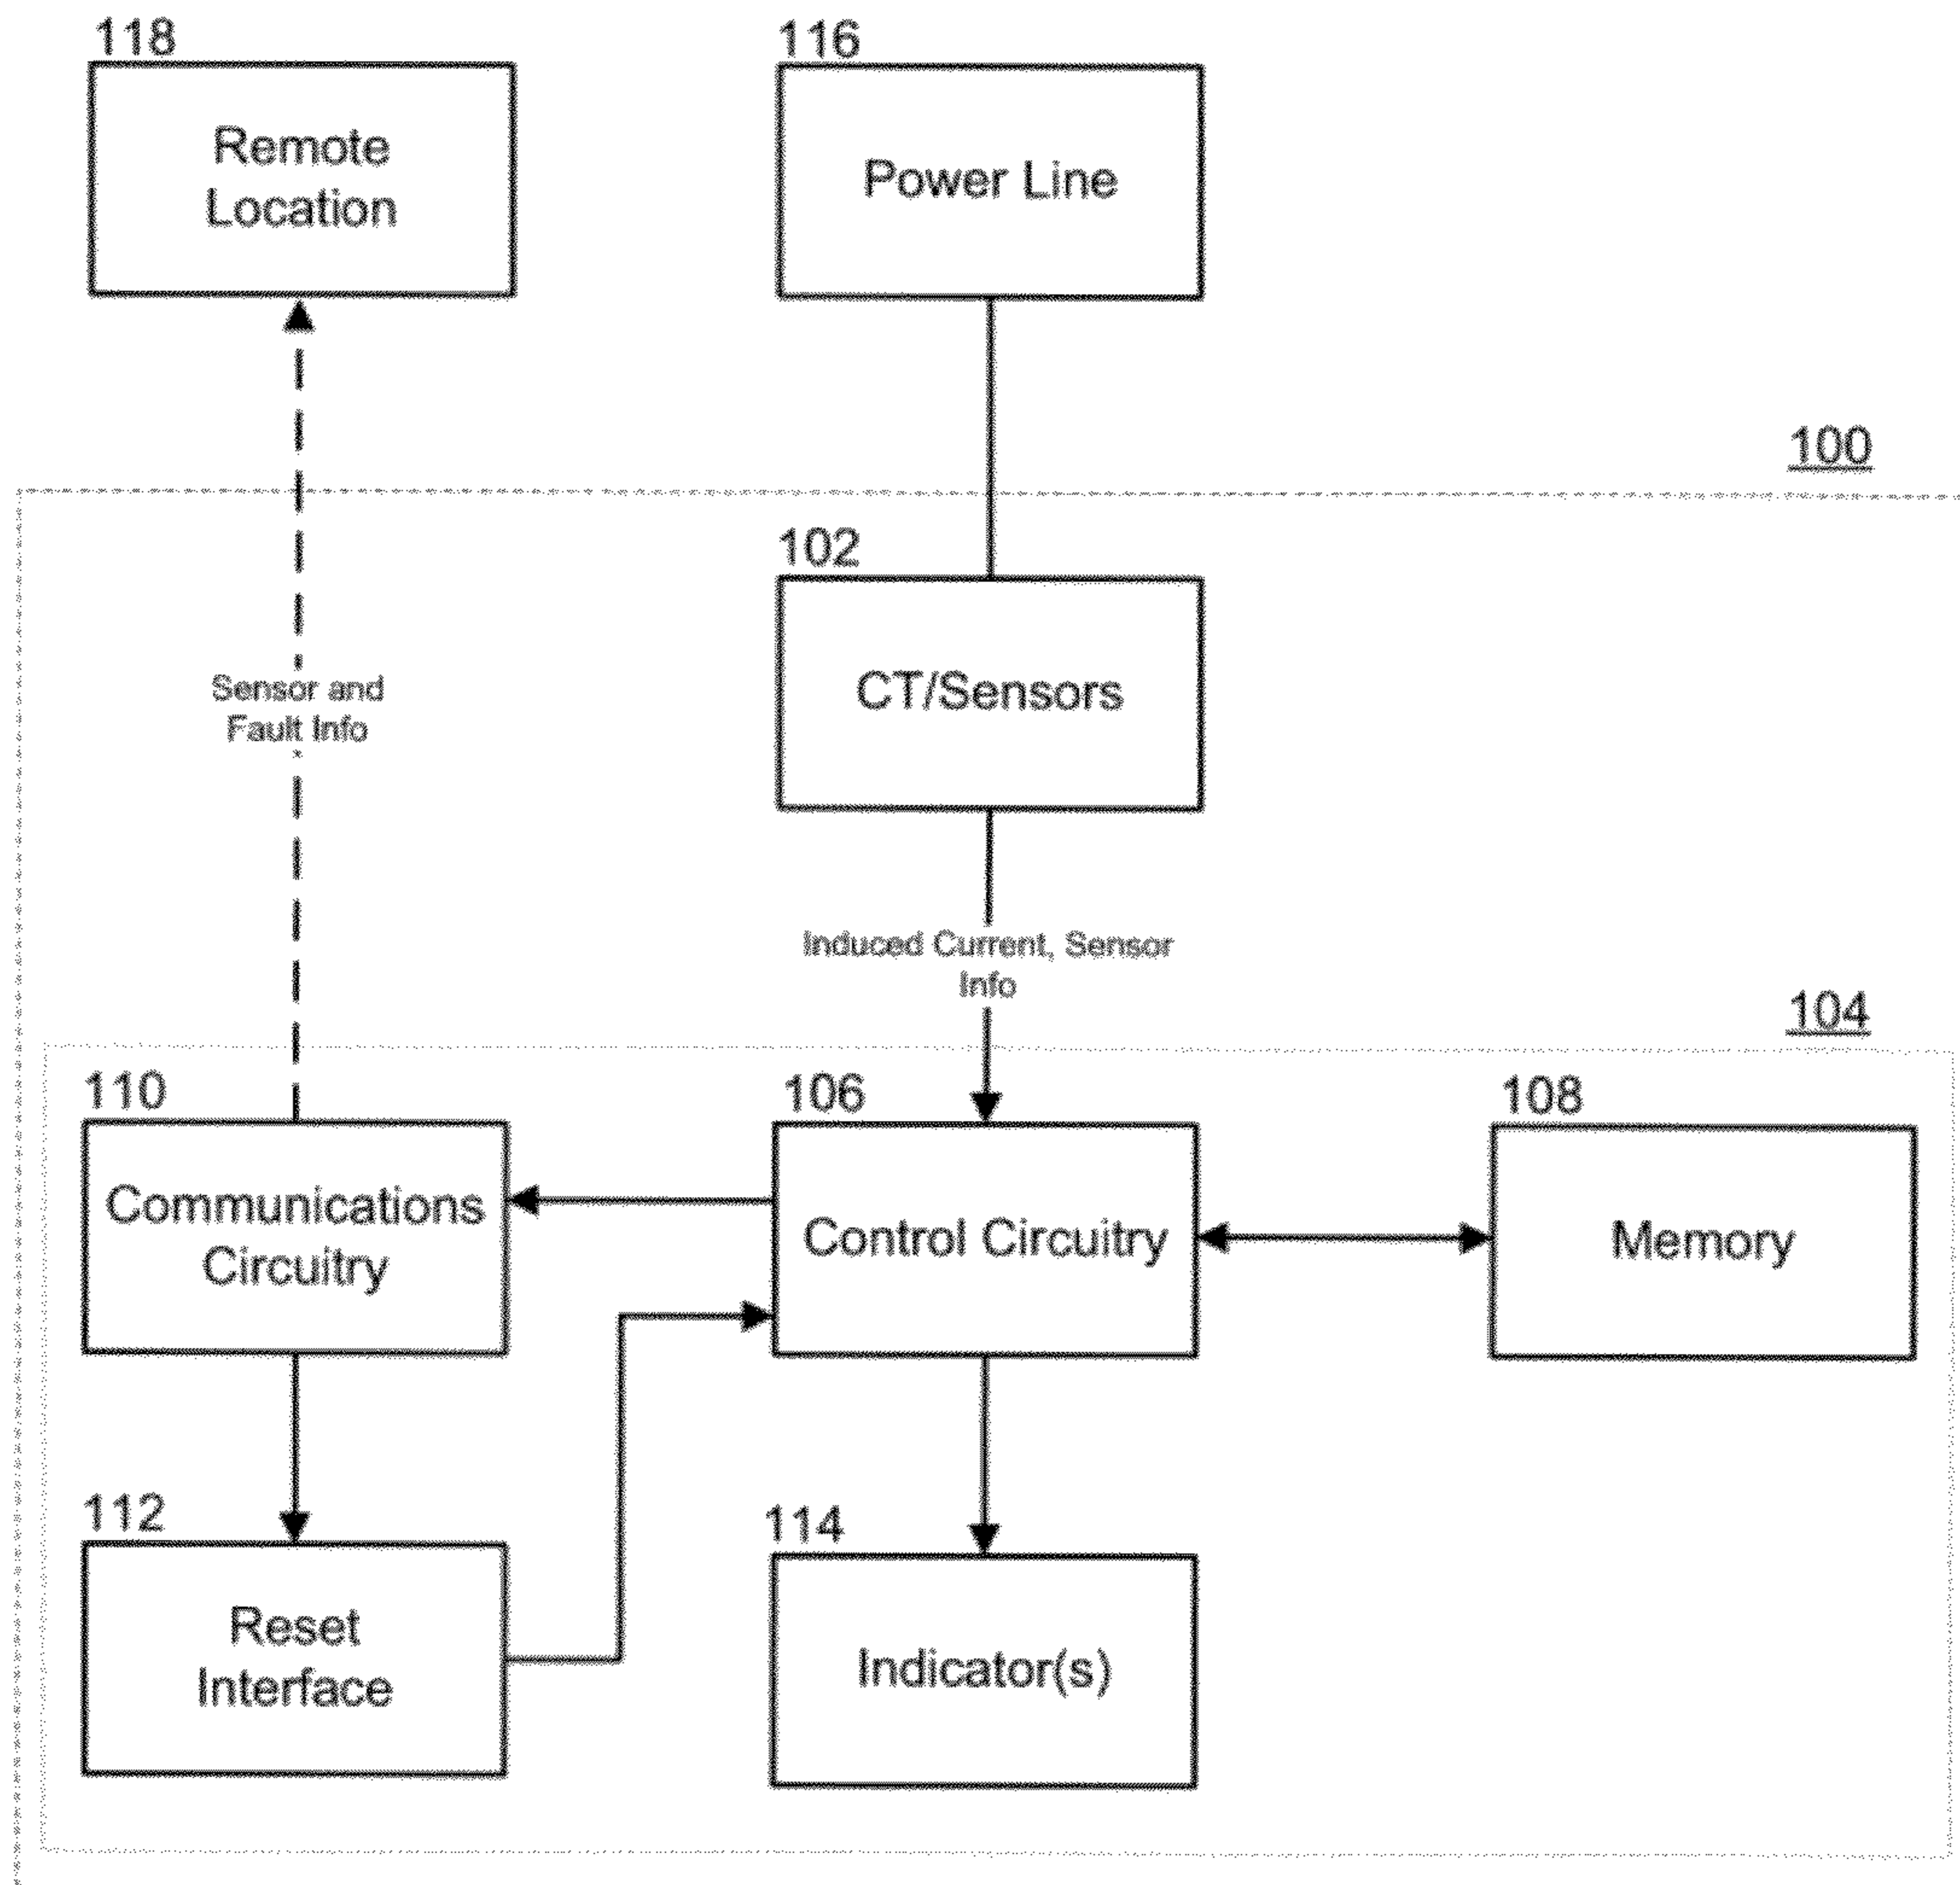 118
Remote
Location
116
Power Line
100
102
CT/Sensors
Sensor and
Fault Info
Induced Current, Sensor
Info
104
110
Communications
Circuitry
106
Control Circuitry
108
Memory
112
Reset
Interface
114
Indicator(s)